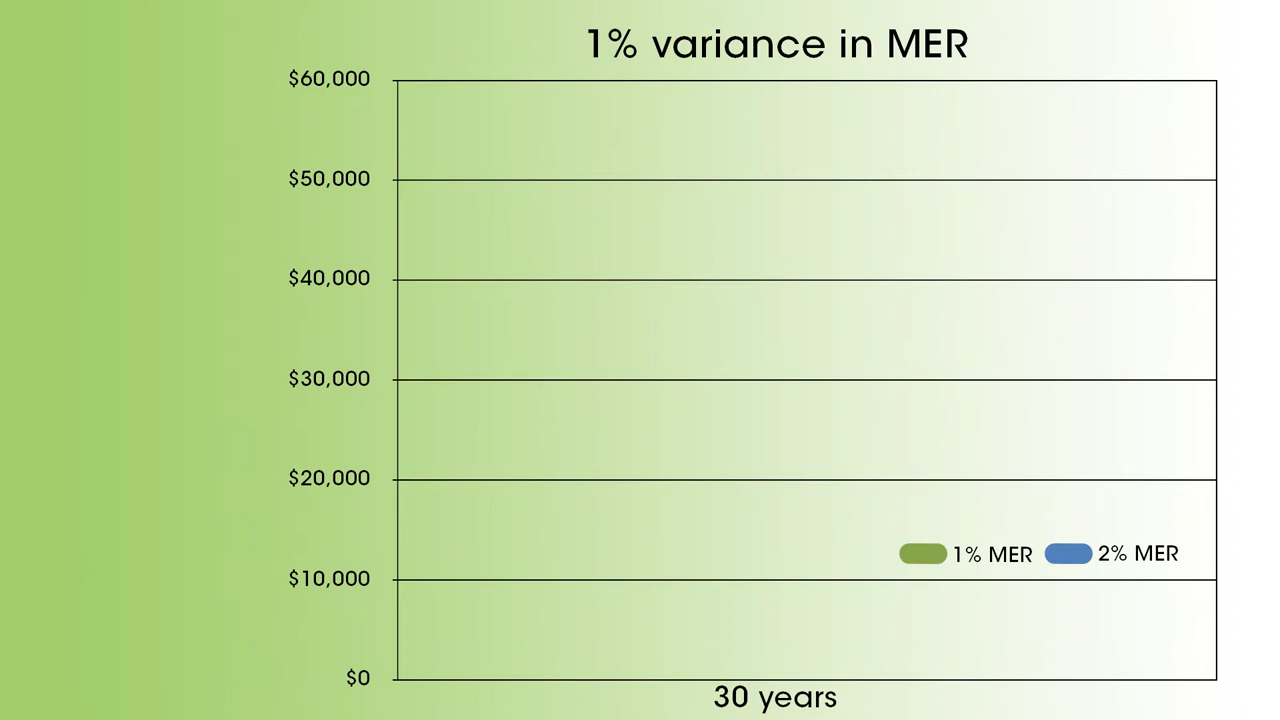 1% variance in MER
$60,000
$50,000
$40,000
$30,000
$20,000
1% MER 2% MER
$10,000
$0
30 years